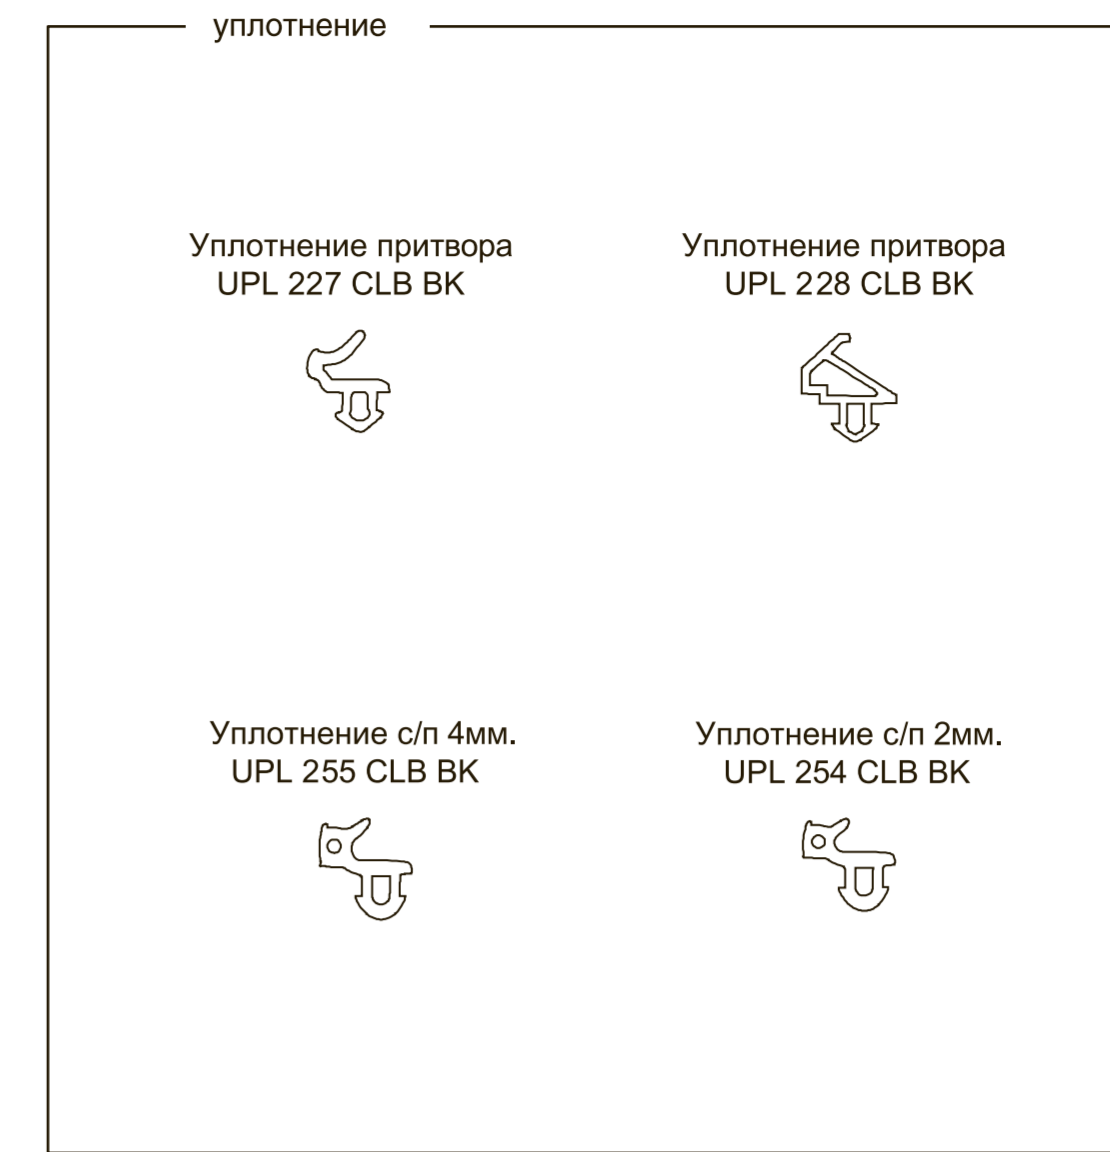 уплотнение
Уплотнение притвора
UPL 227 CLB BK
Уплотнение притвора
UPL 228 CLB BK
Уплотнение с/п 4мм.
UPL 255 CLB BK
Уплотнение с/п 2мм.
UPL 254 CLB BK